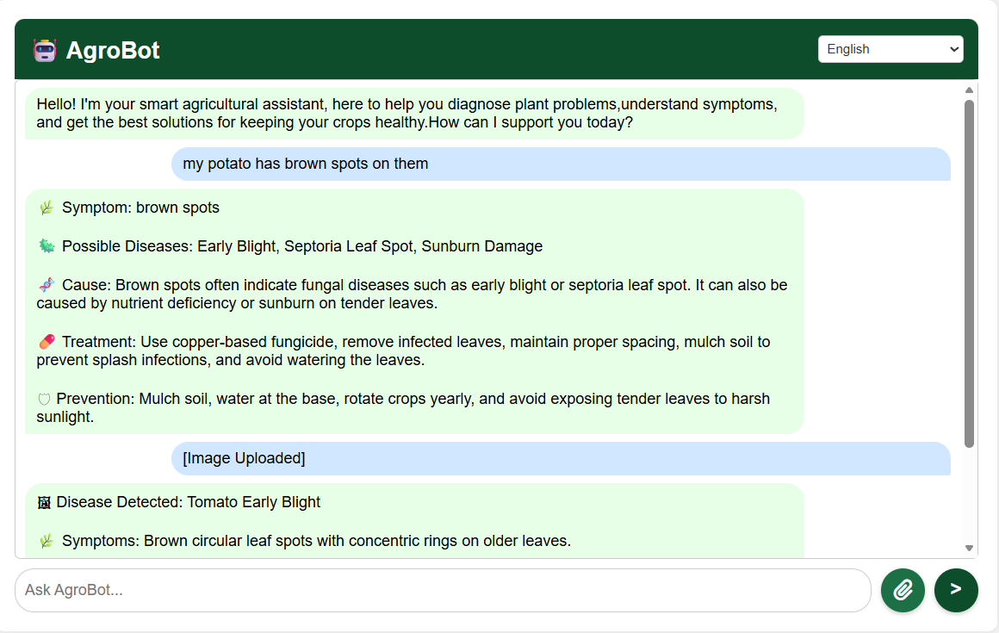 AgroBot
English
Hello! I'm your smart agricultural assistant, here to help you diagnose plant problems,understand symptoms,
and get the best solutions for keeping your crops healthy.How can I support you today?
my potato has brown spots on them
Symptom: brown spots
Possible Diseases: Early Blight, Septoria Leaf Spot, Sunburn Damage
Cause: Brown spots often indicate fungal diseases such as early blight or septoria leaf spot. It can also be
caused by nutrient deficiency or sunburn on tender leaves.
Treatment: Use copper-based fungicide, remove infected leaves, maintain proper spacing, mulch soil to
prevent splash infections, and avoid watering the leaves.
Prevention: Mulch soil, water at the base, rotate crops yearly, and avoid exposing tender leaves to harsh
sunlight.
[Image Uploaded]
Disease Detected: Tomato Early Blight
Symptoms: Brown circular leaf spots with concentric rings on older leaves.
Ask AgroBot...
>